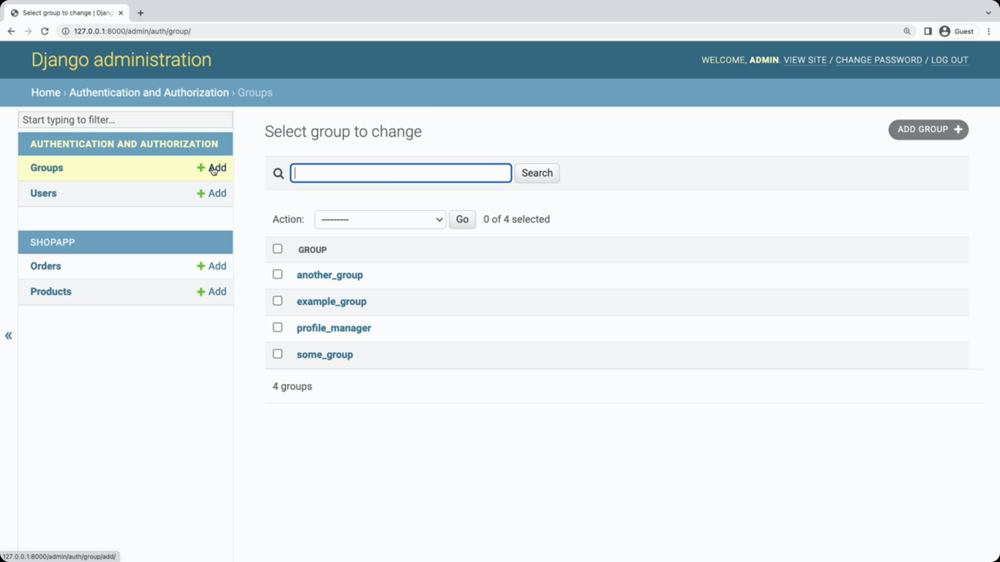 Select group to change | Djang
127.0.0.1:8000/admin/auth/group/
Guest
Django administration
WELCOME, ADMIN. VIEW SITE / CHANGE PASSWORD / LOG OUT
Home › Authentication and Authorization › Groups
Start typing to filter...
AUTHENTICATION AND AUTHORIZATION
Groups + Add
Users + Add
SHOPAPP
Orders + Add
Products + Add
«
Select group to change
ADD GROUP +
Search
Action: --------- Go 0 of 4 selected
GROUP
another_group
example_group
profile_manager
some_group
4 groups
127.0.0.1:8000/admin/auth/group/add/